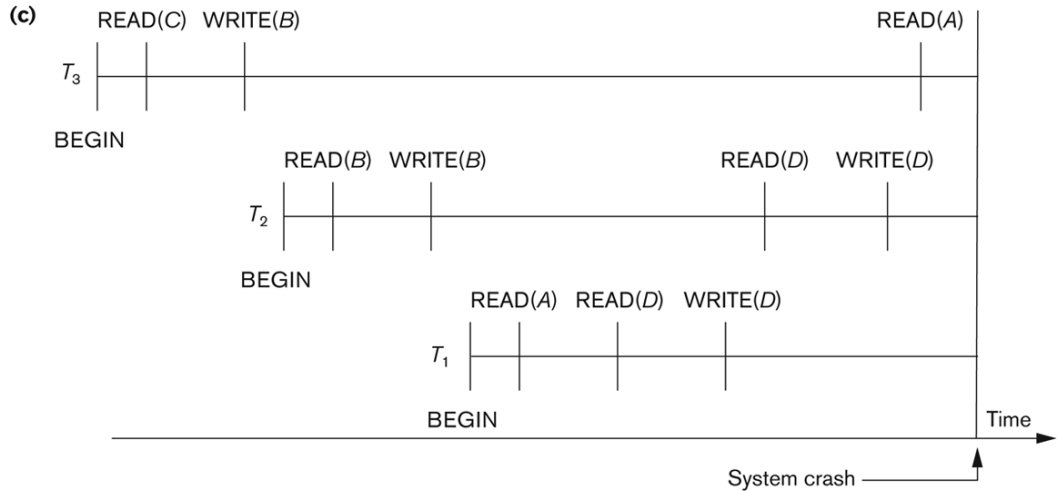 (c) READ(C) WRITE(B) READ(A)
T₃
BEGIN
READ(B) WRITE(B) READ(D) WRITE(D)
T₂
BEGIN
READ(A) READ(D) WRITE(D)
T₁
BEGIN
Time
System crash